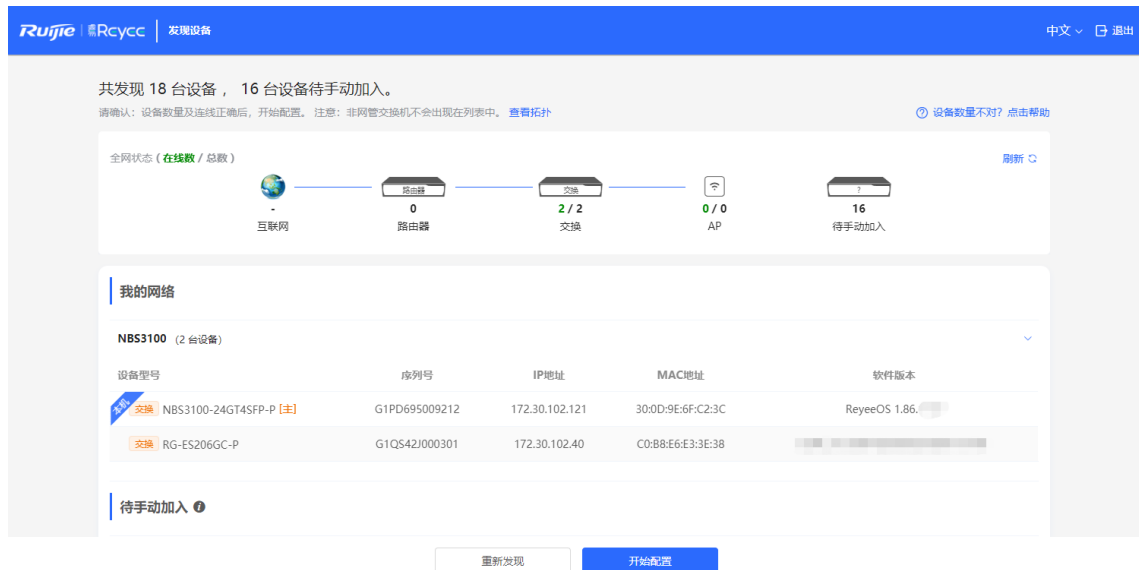 Ruijie Rcycc 发现设备 中文 退出
共发现 18 台设备， 16 台设备待手动加入。
请确认：设备数量及连线正确后，开始配置。 注意：非网管交换机不会出现在列表中。 查看拓扑 设备数量不对？点击帮助
全网状态 ( 在线数 / 总数 ) 刷新
路由器 交换 ?
- 0 2 / 2 0 / 0 16
互联网 路由器 交换 AP 待手动加入
我的网络
NBS3100 (2 台设备)
设备型号 序列号 IP地址 MAC地址 软件版本
本机 交换 NBS3100-24GT4SFP-P [主] G1PD695009212 172.30.102.121 30:0D:9E:6F:C2:3C ReyeeOS 1.86.
交换 RG-ES206GC-P G1QS42J000301 172.30.102.40 C0:B8:E6:E3:3E:38
待手动加入
重新发现 开始配置